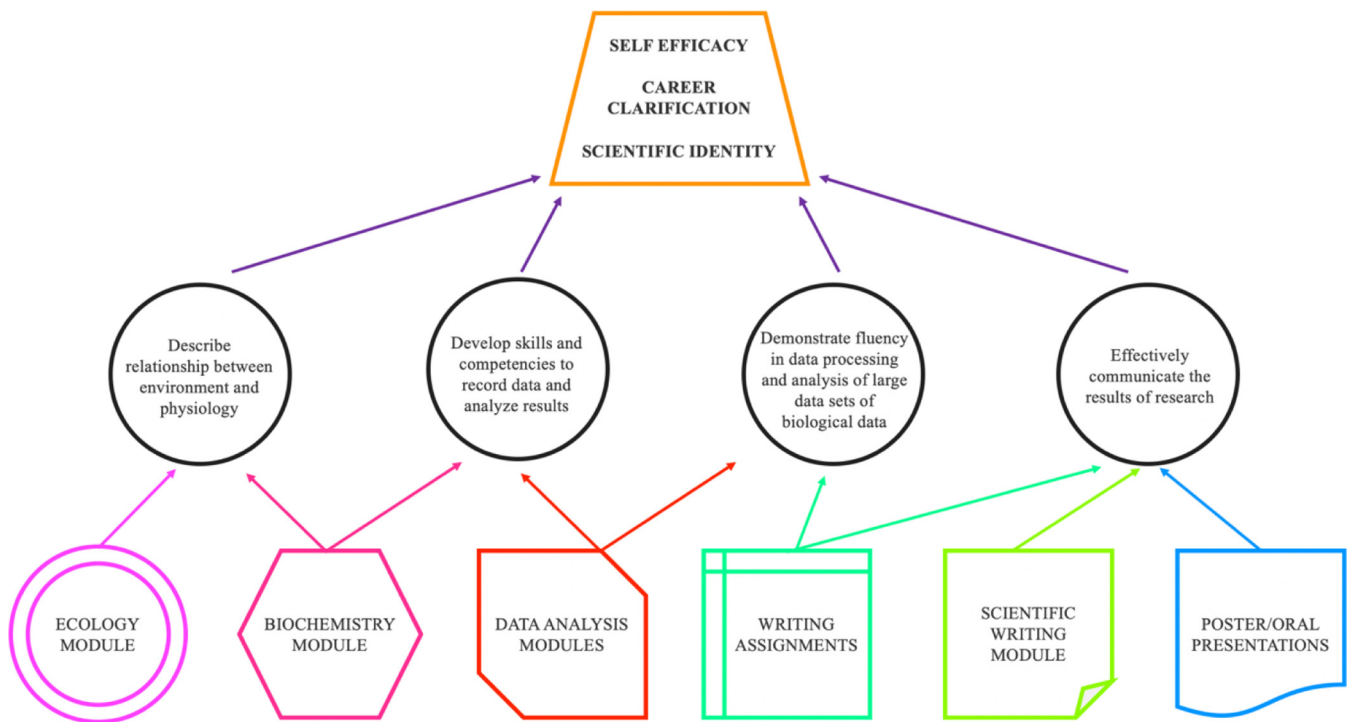 SELF EFFICACY
CAREER
CLARIFICATION
SCIENTIFIC IDENTITY
Describe
relationship between
environment and
physiology
Develop skills and
competencies to
record data and
analyze results
Demonstrate fluency
in data processing
and analysis of large
data sets of
biological data
Effectively
communicate the
results of research
ECOLOGY
MODULE
BIOCHEMISTRY
MODULE
DATA ANALYSIS
MODULES
WRITING
ASSIGNMENTS
SCIENTIFIC
WRITING
MODULE
POSTER/ORAL
PRESENTATIONS